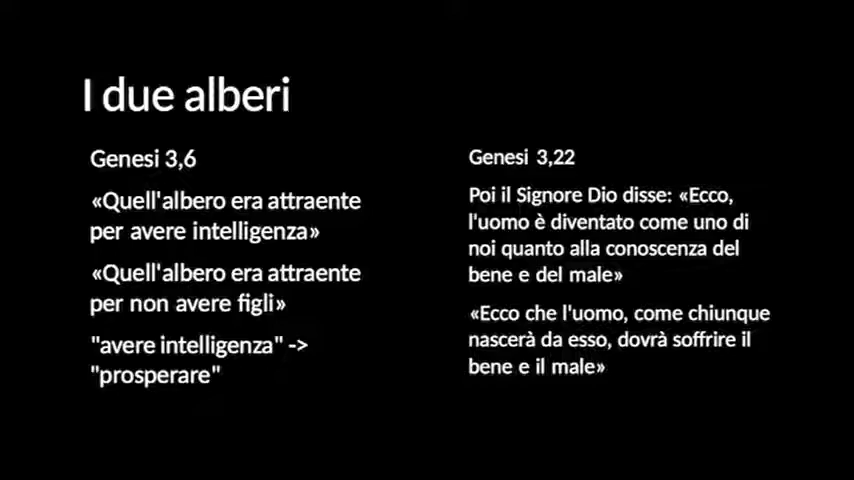 I due alberi
Genesi 3,6
«Quell'albero era attraente
per avere intelligenza»
«Quell'albero era attraente
per non avere figli»
"avere intelligenza" ->
"prosperare"
Genesi 3,22
Poi il Signore Dio disse: «Ecco,
l'uomo è diventato come uno di
noi quanto alla conoscenza del
bene e del male»
«Ecco che l'uomo, come chiunque
nascerà da esso, dovrà soffrire il
bene e il male»